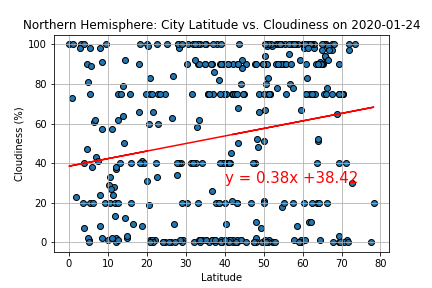 Northern Hemisphere: City Latitude vs. Cloudiness on 2020-01-24
100
80
60
40
20
0
Cloudiness (%)
y = 0.38x +38.42
0 10 20 30 40 50 60 70 80
Latitude